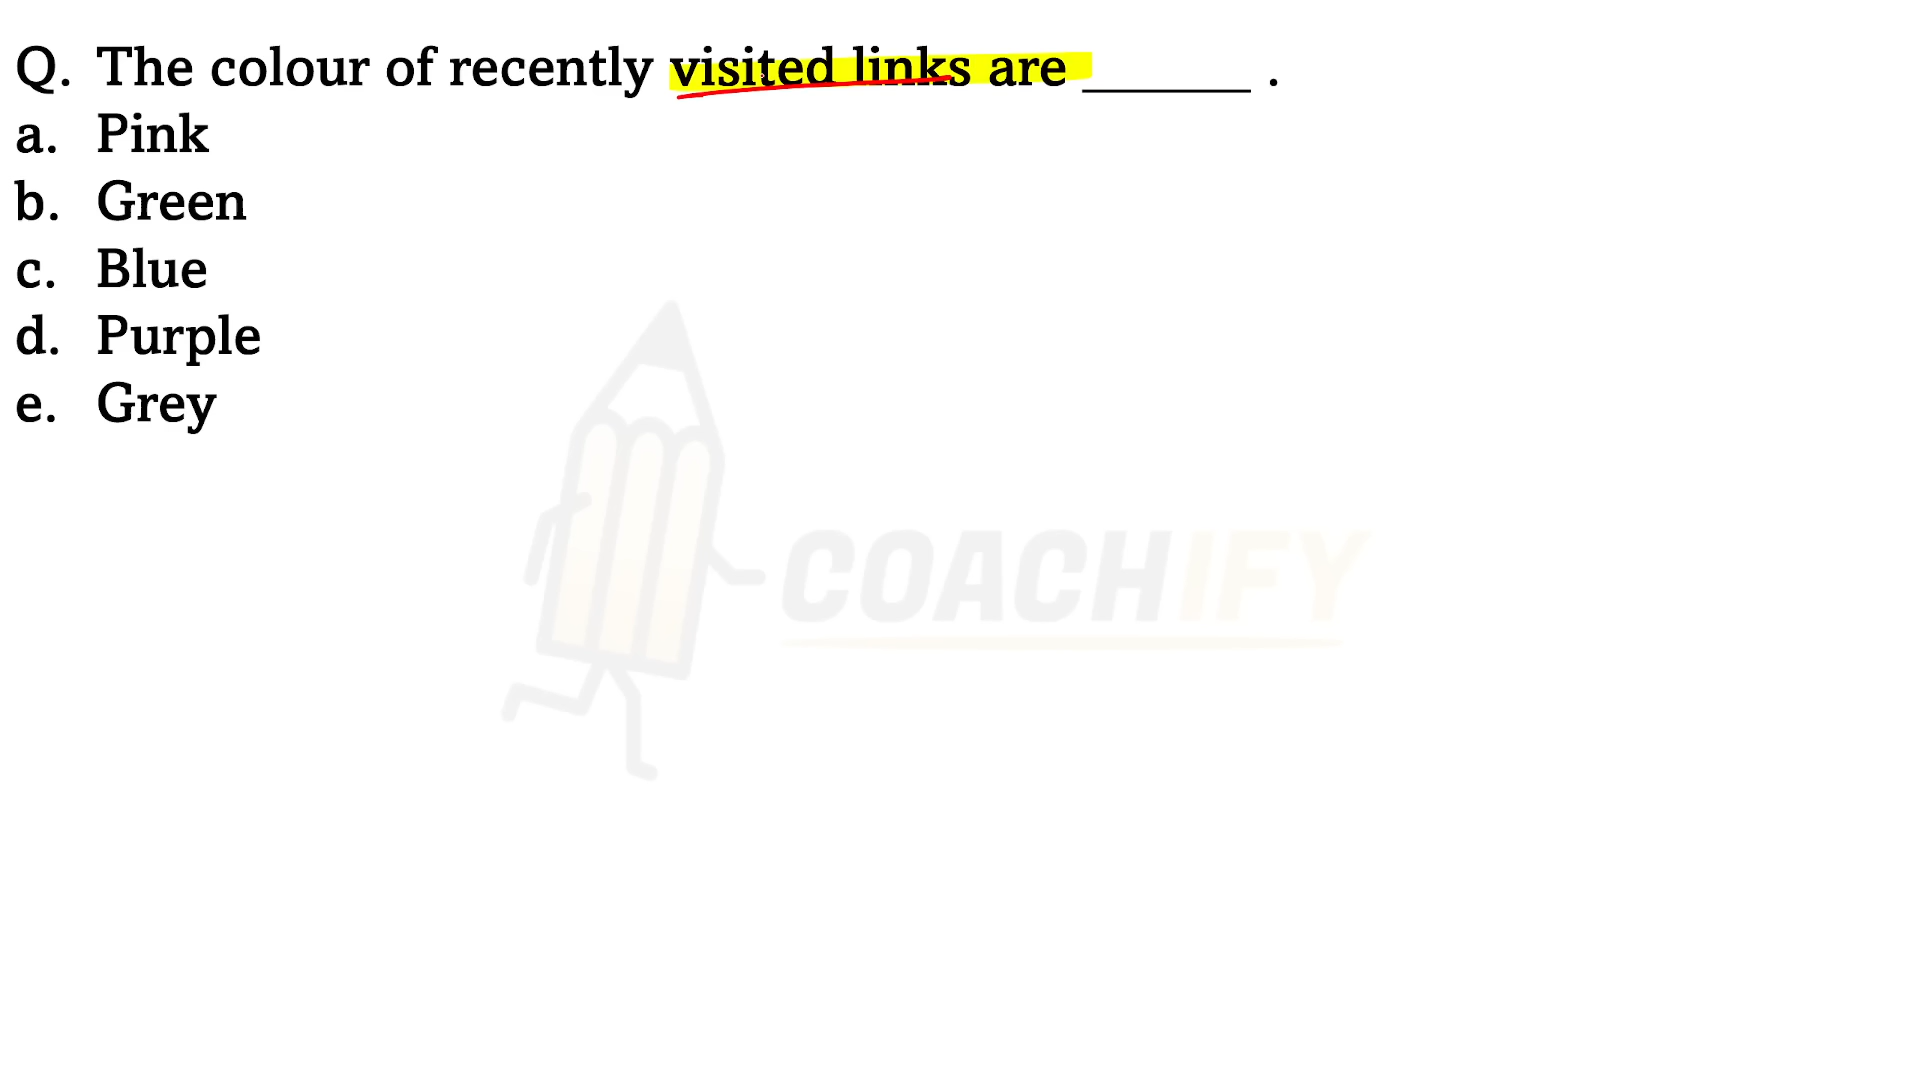 Q. The colour of recently visited links are _______ .
a. Pink
b. Green
c. Blue
d. Purple
e. Grey
COACHIFY